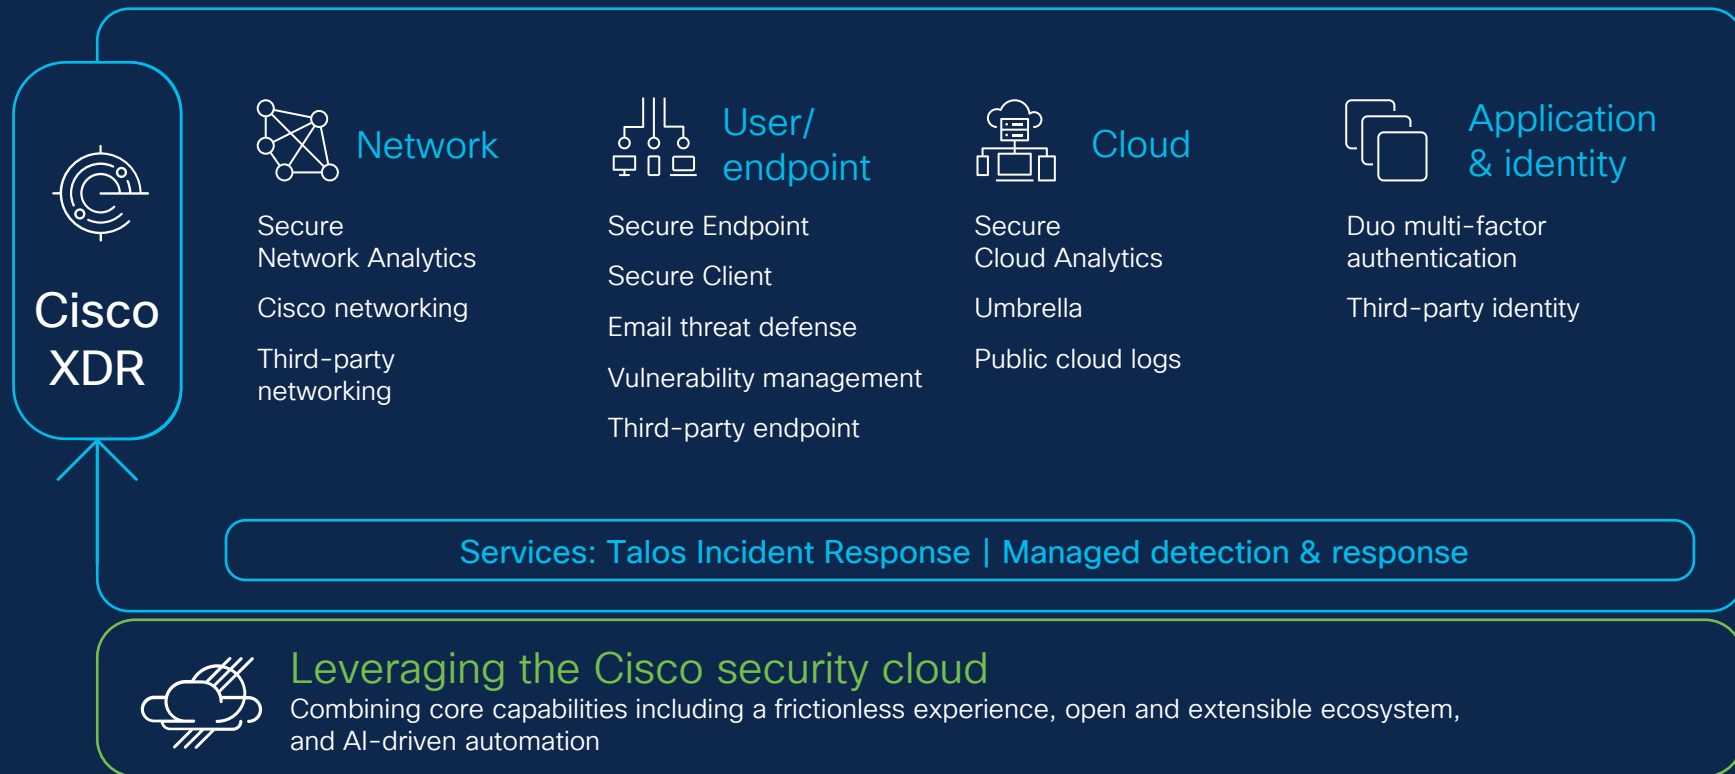 Cisco
XDR
Network
Secure
Network Analytics
Cisco networking
Third-party
networking
User/
endpoint
Secure Endpoint
Secure Client
Email threat defense
Vulnerability management
Third-party endpoint
Cloud
Secure
Cloud Analytics
Umbrella
Public cloud logs
Application
& identity
Duo multi-factor
authentication
Third-party identity
Services: Talos Incident Response | Managed detection & response
Leveraging the Cisco security cloud
Combining core capabilities including a frictionless experience, open and extensible ecosystem,
and AI-driven automation